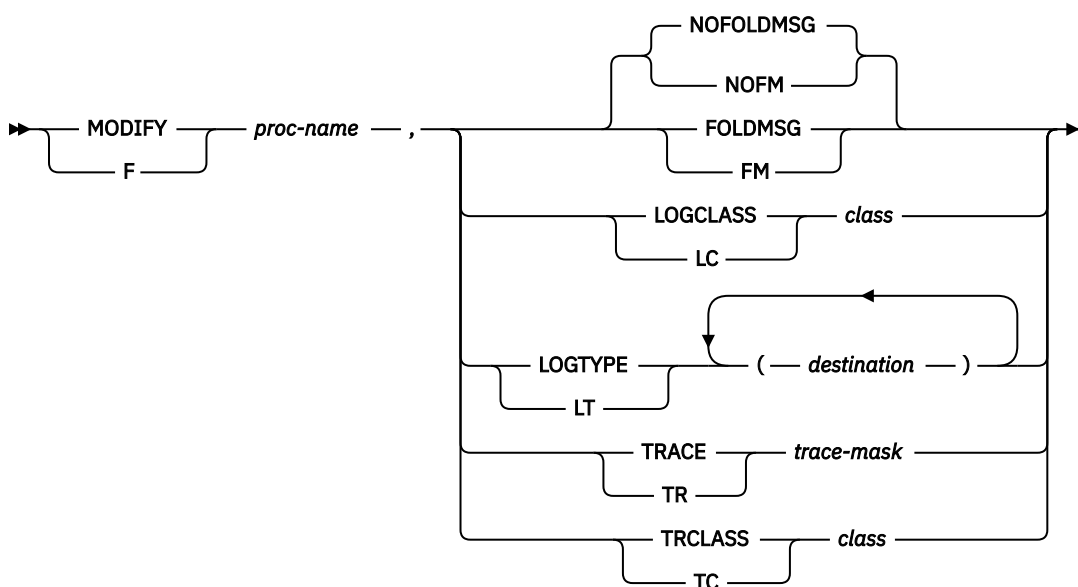 NOFOLDMSG
NOFM
MODIFY proc-name , FOLDMSG
F FM
LOGCLASS class
LC
LOGTYPE ( destination )
LT
TRACE trace-mask
TR
TRCLASS class
TC